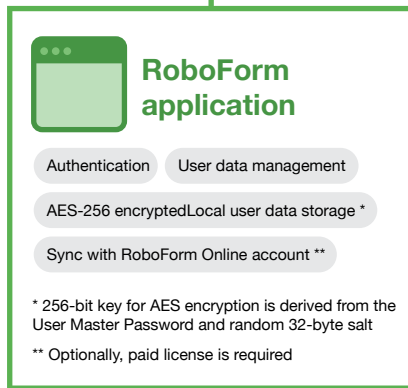 RoboForm
application
Authentication
User data management
AES-256 encryptedLocal user data storage *
Sync with RoboForm Online account **
* 256-bit key for AES encryption is derived from the
User Master Password and random 32-byte salt
** Optionally, paid license is required